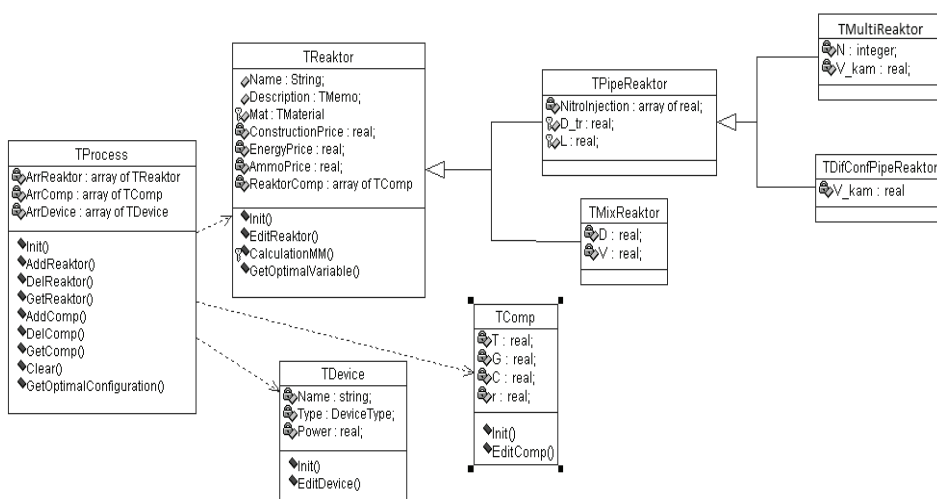 TProcess
ArrReaktor : array of TReaktor
ArrComp : array of TComp
ArrDevice : array of TDevice
Init()
AddReaktor()
DelReaktor()
GetReaktor()
AddComp()
DelComp()
GetComp()
Clear()
GetOptimalConfiguration()
TReaktor
Name : String;
Description : TMemo;
Mat : TMaterial
ConstructionPrice : real;
EnergyPrice : real;
AmmoPrice : real;
ReaktorComp : array of TComp
Init()
EditReaktor()
CalculationMM()
GetOptimalVariable()
TDevice
Name : string;
Type : DeviceType;
Power : real;
Init()
EditDevice()
TComp
T : real;
G : real;
C : real;
r : real;
Init()
EditComp()
TPipeReaktor
NitroInjection : array of real;
D_tr : real;
L : real;
TMixReaktor
D : real;
V : real;
TMultiReaktor
N : integer;
V_kam : real;
TDifConfPipeReaktor
V_kam : real